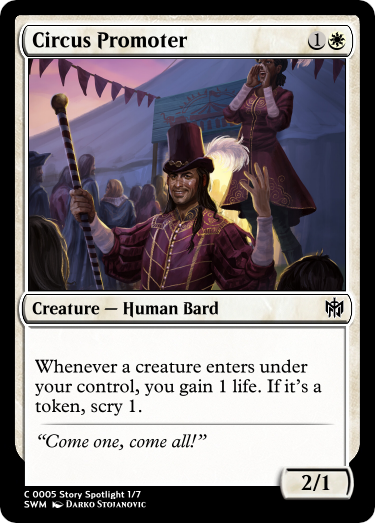 Circus Promoter 1
Creature — Human Bard
Whenever a creature enters under
your control, you gain 1 life. If it's a
token, scry 1.
“Come one, come all!”
2/1
C 0005 Story Spotlight 1/7
SWM Darko Stojanovic